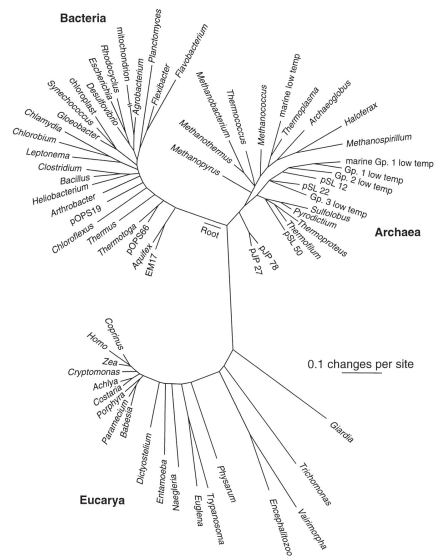 Bacteria
Planctomyces
mitochondrion
Rhodocyclus
Escherichia
Desulfovibrio
Agrobacterium
chloroplast
Synechococcus
Gloeobacter
Chlamydia
Chlorobium
Leptonema
Clostridium
Bacillus
Heliobacterium
Arthrobacter
pOPS19
Chloroflexus
Thermus
Thermotoga
pOPS66
Aquifex
EM17
Flexibacter
Flavobacterium
Root
Methanopyrus
Methanothermus
Methanobacterium
Thermococcus
Methanococcus
marine low temp
Thermoplasma
Archaeoglobus
Haloferax
Methanospirillum
marine Gp. 1 low temp
Gp. 1 low temp
Gp. 2 low temp
pSL 12
pSL 22
Gp. 3 low temp
Sulfolobus
Pyrodictium
Thermoproteus
Thermofilum
pSL 50
pJP 78
pJP 27
Archaea
0.1 changes per site
Coprinus
Homo
Zea
Cryptomonas
Achlya
Costaria
Porphyra
Paramecium
Babesia
Dictyostelium
Entamoeba
Naegleria
Euglena
Trypanosoma
Physarum
Encephalitozoon
Vairimorpha
Trichomonas
Giardia
Eucarya